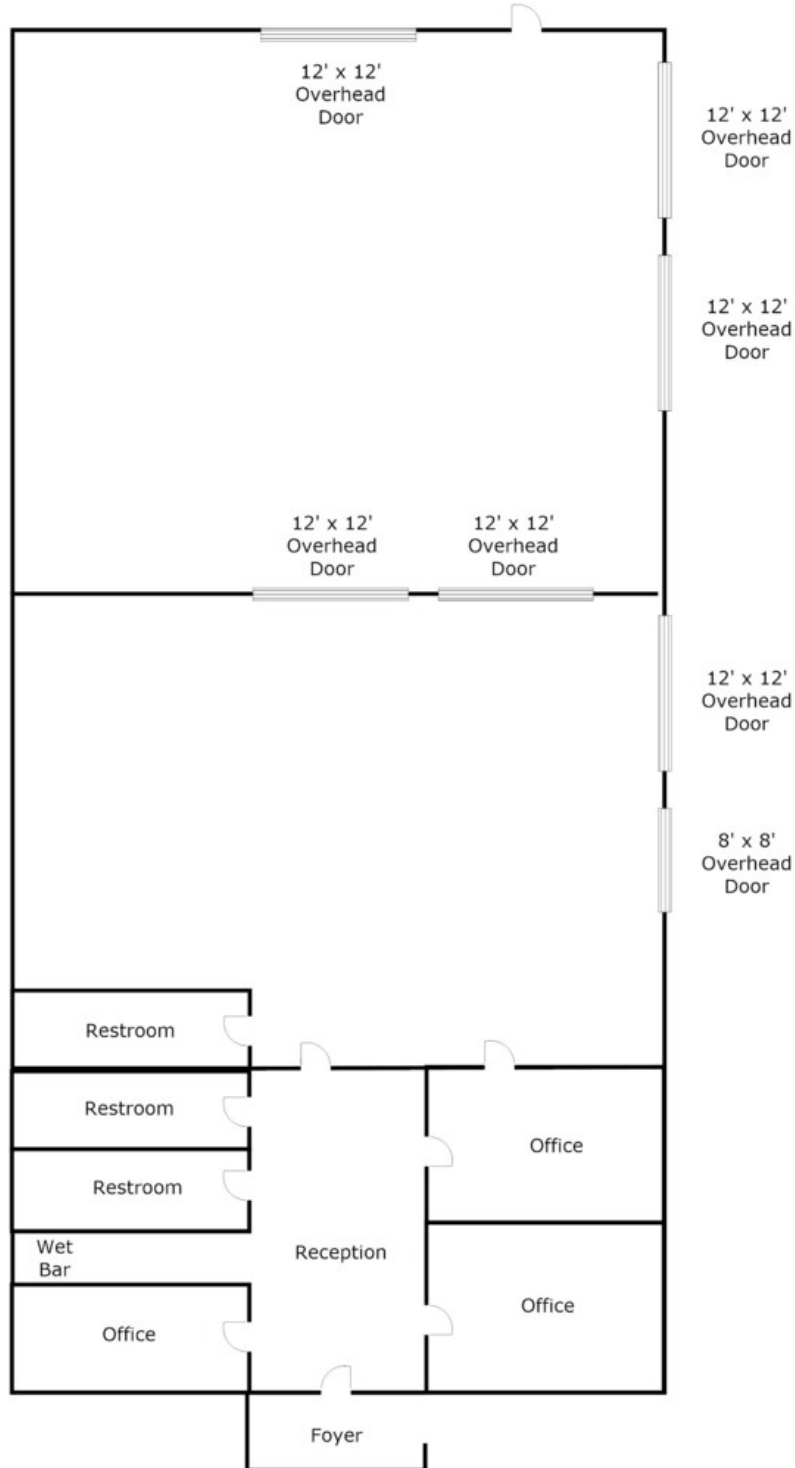 12' x 12'
Overhead
Door
12' x 12'
Overhead
Door
12' x 12'
Overhead
Door
12' x 12'
Overhead
Door
12' x 12'
Overhead
Door
12' x 12'
Overhead
Door
8' x 8'
Overhead
Door
Restroom
Restroom
Office
Restroom
Wet
Bar
Reception
Office
Office
Foyer